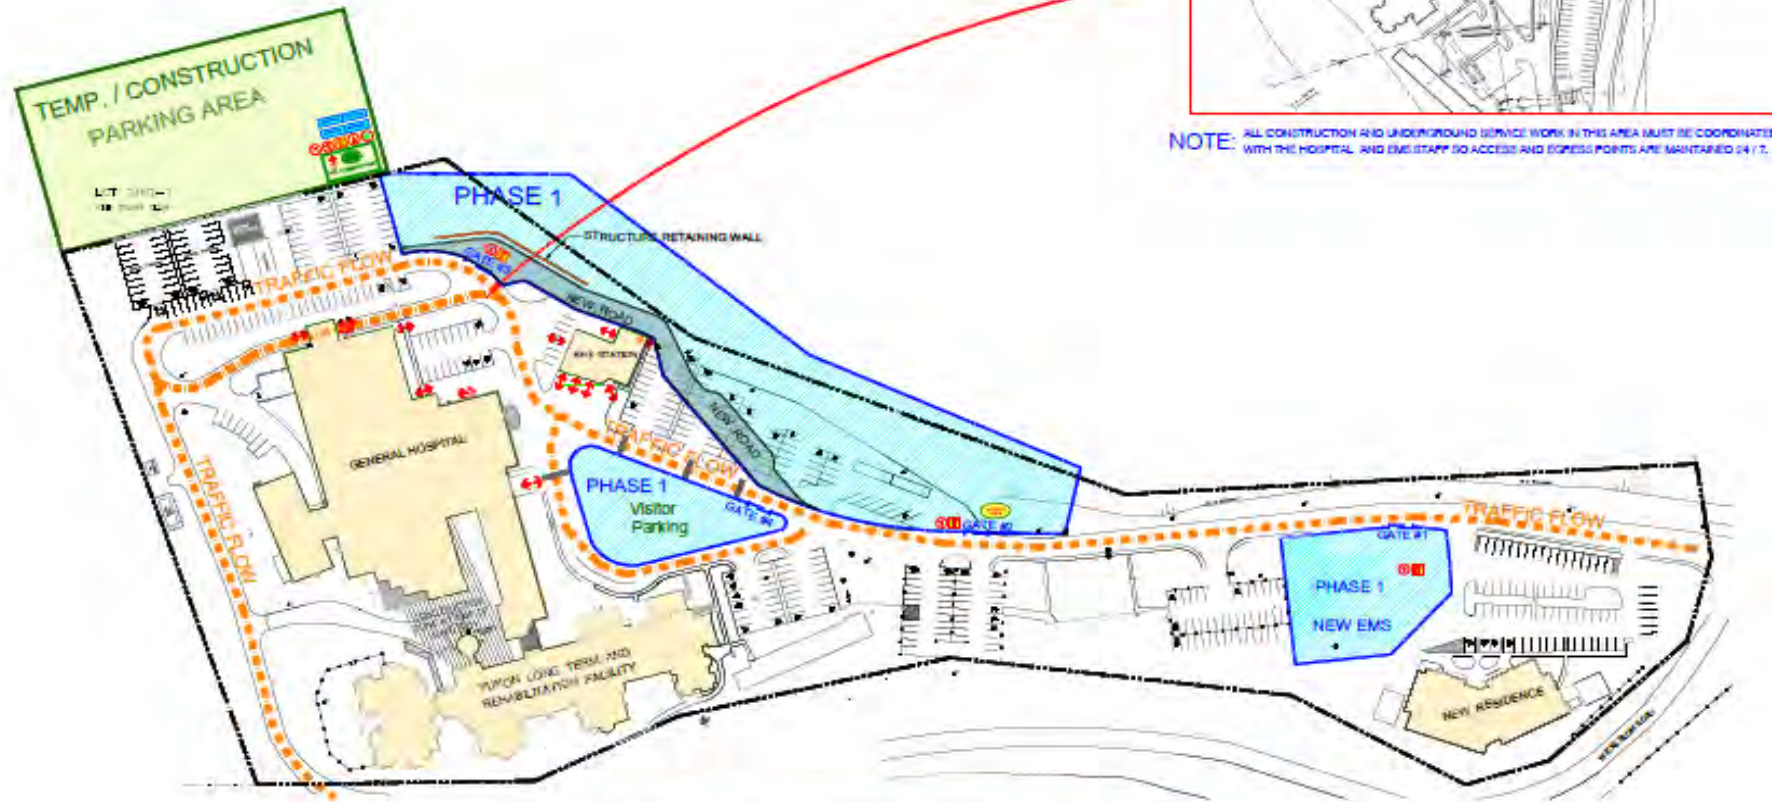 TEMP. / CONSTRUCTION
PARKING AREA
NOTE: ALL CONSTRUCTION AND UNDERGROUND SERVICE WORK IN THIS AREA MUST BE COORDINATED
WITH THE HOSPITAL AND EMS STAFF SO ACCESS AND EGRESS POINTS ARE MAINTAINED 24 / 7.
PHASE 1
STRUCTURE RETAINING WALL
GATE #3
TRAFFIC FLOW
NEW ROAD
EMS STATION
NEW ROAD
TRAFFIC FLOW
GENERAL HOSPITAL
TRAFFIC FLOW
PHASE 1
Visitor
Parking
GATE #4
GATE #2
TRAFFIC FLOW
GATE #1
PHASE 1
NEW EMS
YUKON LONG TERM AND
REHABILITATION FACILITY
NEW RESIDENCE